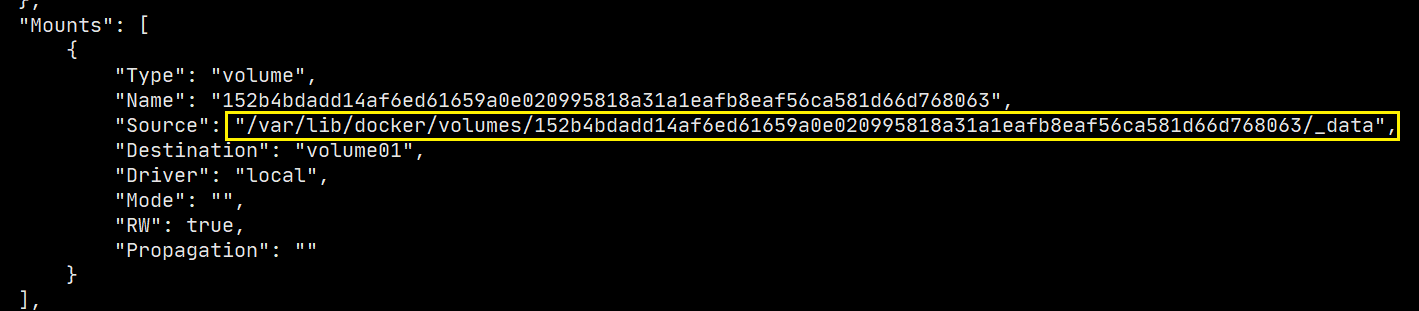 },
"Mounts": [
{
"Type": "volume",
"Name": "152b4bdadd14af6ed61659a0e020995818a31a1eafb8eaf56ca581d66d768063",
"Source": "/var/lib/docker/volumes/152b4bdadd14af6ed61659a0e020995818a31a1eafb8eaf56ca581d66d768063/_data",
"Destination": "volume01",
"Driver": "local",
"Mode": "",
"RW": true,
"Propagation": ""
}
],